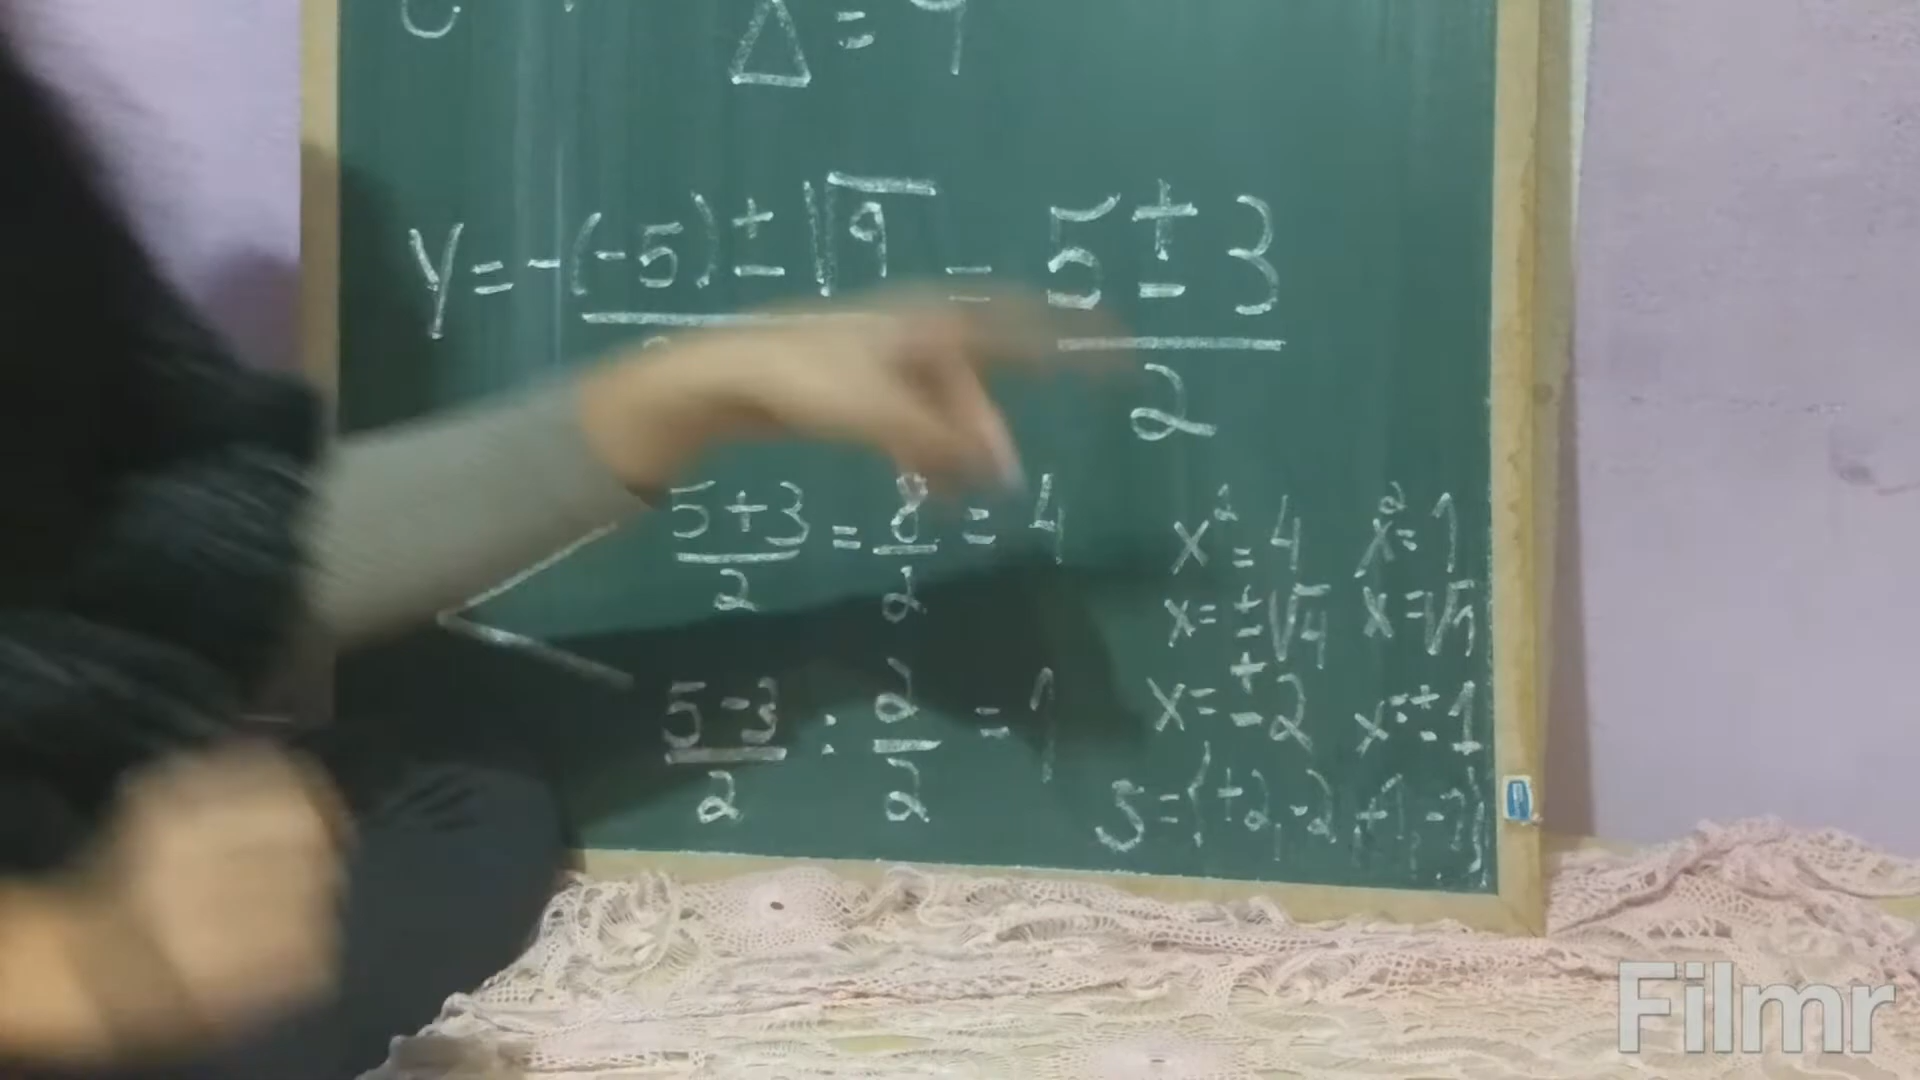 Δ = 9
y = -(-5) ± √9 = 5 ± 3
2
5+3 = 8 = 4
2 2
5-3 : 2 = 1
2 2
x² = 4 x² = 1
x = ± √4 x = √1
x = ± 2 x = ± 1
S = {+2, -2, +1, -1}
Filmr